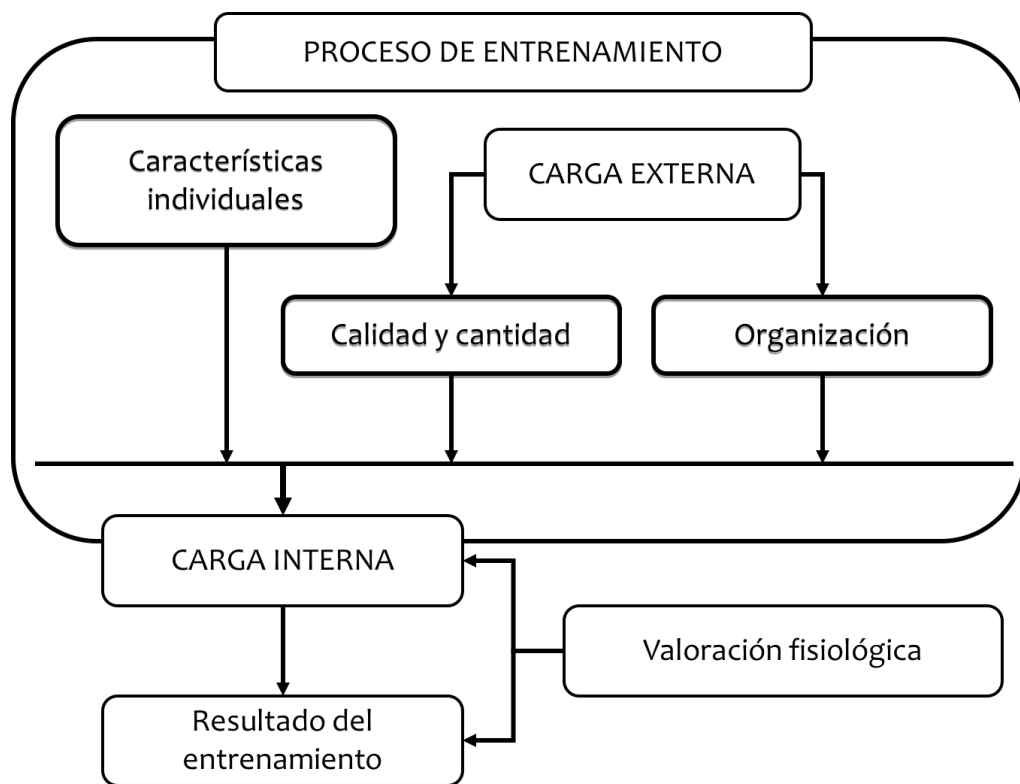 PROCESO DE ENTRENAMIENTO
Características
individuales
CARGA EXTERNA
Calidad y cantidad
Organización
CARGA INTERNA
Valoración fisiológica
Resultado del
entrenamiento